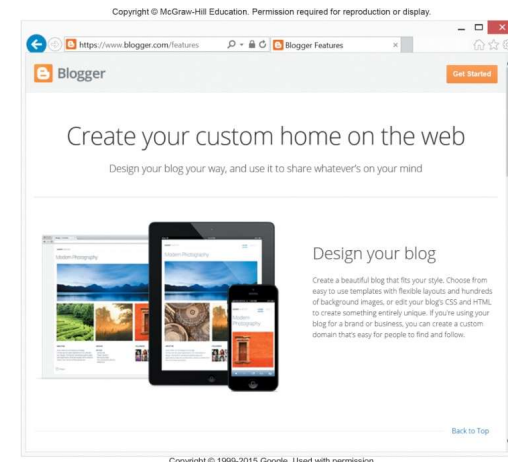 Copyright © McGraw-Hill Education. Permission required for reproduction or display.
https://www.blogger.com/features
Blogger Features
Blogger
Get Started
Create your custom home on the web
Design your blog your way, and use it to share whatever's on your mind
Modern Photography
Modern Photography
Modern
Photography
Design your blog
Create a beautiful blog that fits your style. Choose from
easy to use templates with flexible layouts and hundreds
of background images, or edit your blog's CSS and HTML
to create something entirely unique. If you're using your
blog for a brand or business, you can create a custom
domain that's easy for people to find and follow.
Back to Top
Copyright © 1999-2015 Google. Used with permission